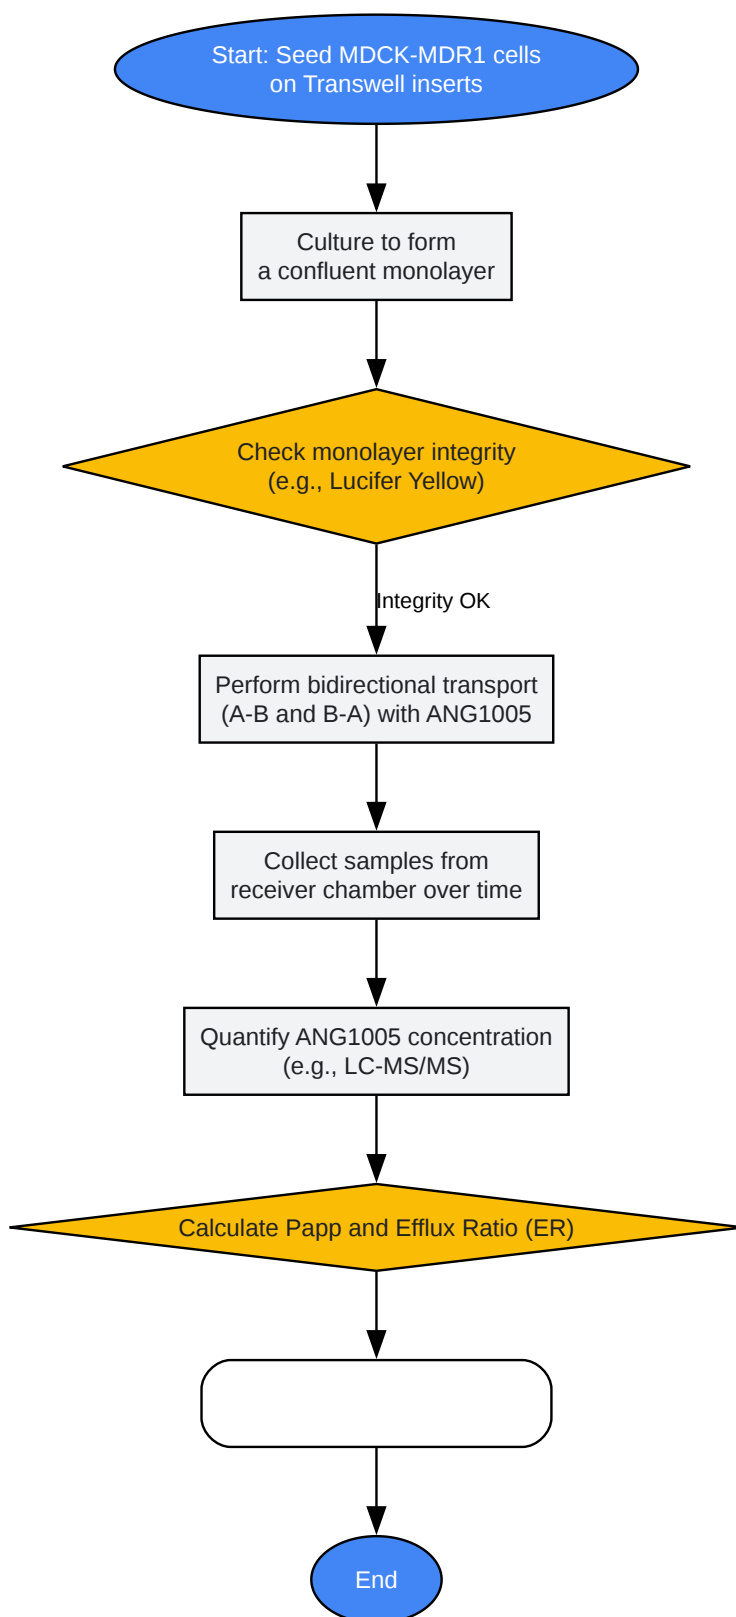 Start: Seed MDCK-MDR1 cells
on Transwell inserts
Culture to form
a confluent monolayer
Check monolayer integrity
(e.g., Lucifer Yellow)
Integrity OK
Perform bidirectional transport
(A-B and B-A) with ANG1005
Collect samples from
receiver chamber over time
Quantify ANG1005 concentration
(e.g., LC-MS/MS)
Calculate Papp and Efflux Ratio (ER)
End